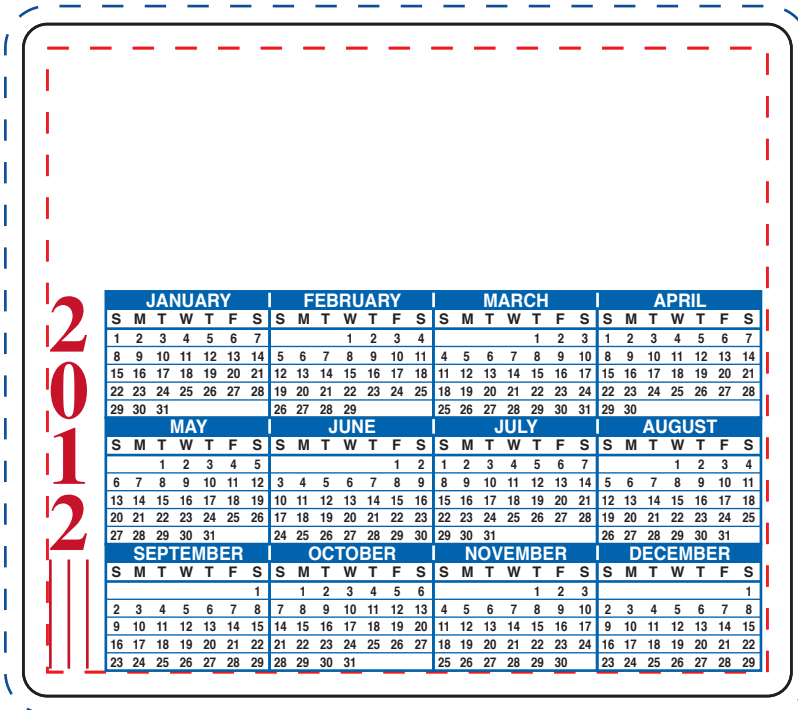 2012
JANUARY FEBRUARY MARCH APRIL
S M T W T F S S M T W T F S S M T W T F S S M T W T F S
1 2 3 4 5 6 7 1 2 3 4 1 2 3 1 2 3 4 5 6 7
8 9 10 11 12 13 14 5 6 7 8 9 10 11 4 5 6 7 8 9 10 8 9 10 11 12 13 14
15 16 17 18 19 20 21 12 13 14 15 16 17 18 11 12 13 14 15 16 17 15 16 17 18 19 20 21
22 23 24 25 26 27 28 19 20 21 22 23 24 25 18 19 20 21 22 23 24 22 23 24 25 26 27 28
29 30 31 26 27 28 29 25 26 27 28 29 30 31 29 30
MAY JUNE JULY AUGUST
S M T W T F S S M T W T F S S M T W T F S S M T W T F S
1 2 3 4 5 1 2 1 2 3 4 5 6 7 1 2 3 4
6 7 8 9 10 11 12 3 4 5 6 7 8 9 8 9 10 11 12 13 14 5 6 7 8 9 10 11
13 14 15 16 17 18 19 10 11 12 13 14 15 16 15 16 17 18 19 20 21 12 13 14 15 16 17 18
20 21 22 23 24 25 26 17 18 19 20 21 22 23 22 23 24 25 26 27 28 19 20 21 22 23 24 25
27 28 29 30 31 24 25 26 27 28 29 30 29 30 31 26 27 28 29 30 31
SEPTEMBER OCTOBER NOVEMBER DECEMBER
S M T W T F S S M T W T F S S M T W T F S S M T W T F S
1 1 2 3 4 5 6 1 2 3 1
2 3 4 5 6 7 8 7 8 9 10 11 12 13 4 5 6 7 8 9 10 2 3 4 5 6 7 8
9 10 11 12 13 14 15 14 15 16 17 18 19 20 11 12 13 14 15 16 17 9 10 11 12 13 14 15
16 17 18 19 20 21 22 21 22 23 24 25 26 27 18 19 20 21 22 23 24 16 17 18 19 20 21 22
23 24 25 26 27 28 29 28 29 30 31 25 26 27 28 29 30 23 24 25 26 27 28 29